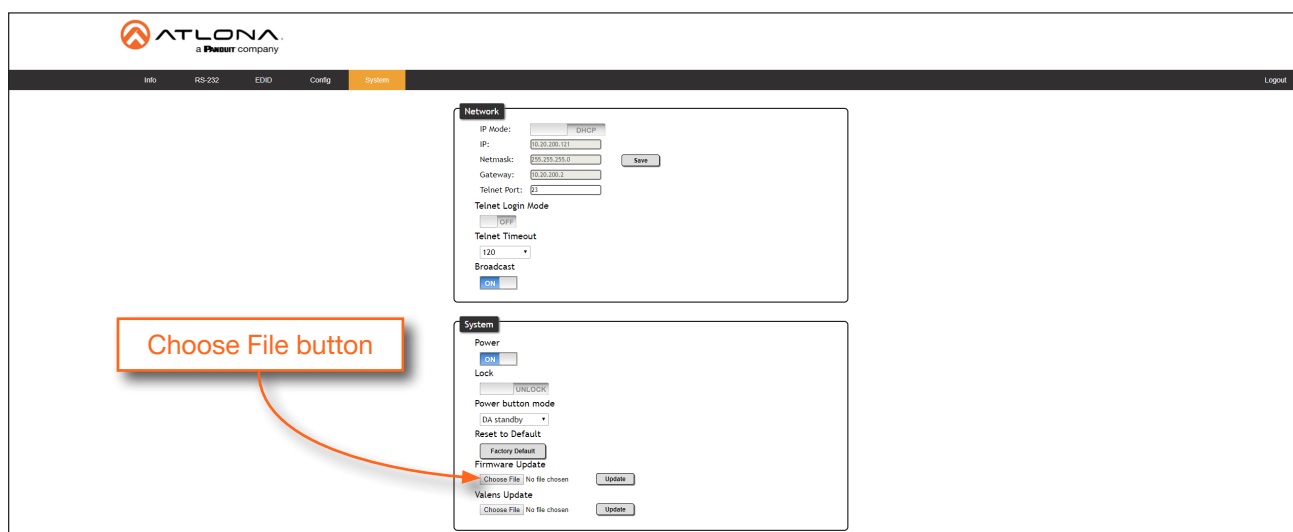 ATLONA.
a PANDUIT company
Info RS-232 EDID Config System Logout
Network
IP Mode: DHCP
IP: 10.20.200.121
Netmask: 255.255.255.0 Save
Gateway: 10.20.200.2
Telnet Port: 23
Telnet Login Mode
OFF
Telnet Timeout
120
Broadcast
ON
System
Power
ON
Lock
UNLOCK
Power button mode
DA standby
Reset to Default
Factory Default
Firmware Update
Choose File No file chosen Update
Valens Update
Choose File No file chosen Update
Choose File button